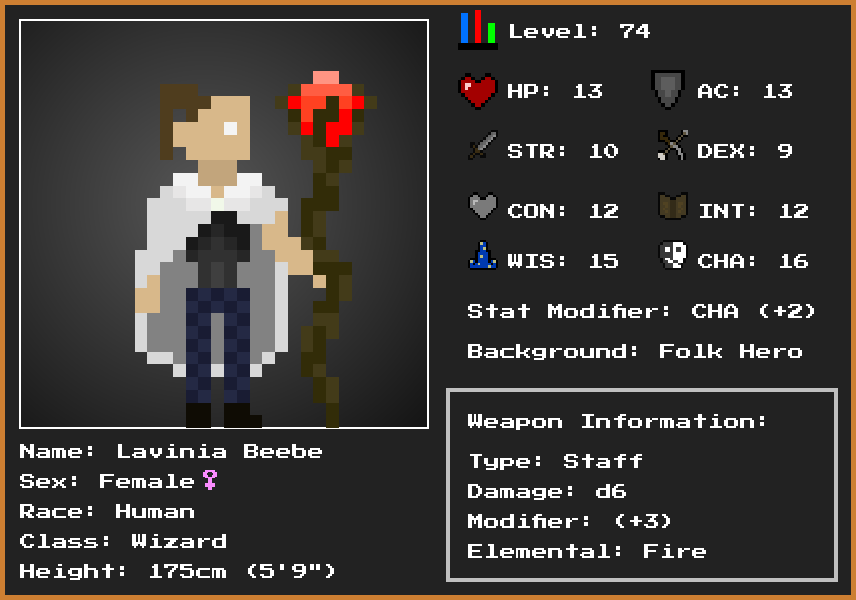 Level: 74
HP: 13
AC: 13
STR: 10
DEX: 9
CON: 12
INT: 12
WIS: 15
CHA: 16
Stat Modifier: CHA (+2)
Background: Folk Hero
Weapon Information:
Type: Staff
Damage: d6
Modifier: (+3)
Elemental: Fire
Name: Lavinia Beebe
Sex: Female♀
Race: Human
Class: Wizard
Height: 175cm (5'9")